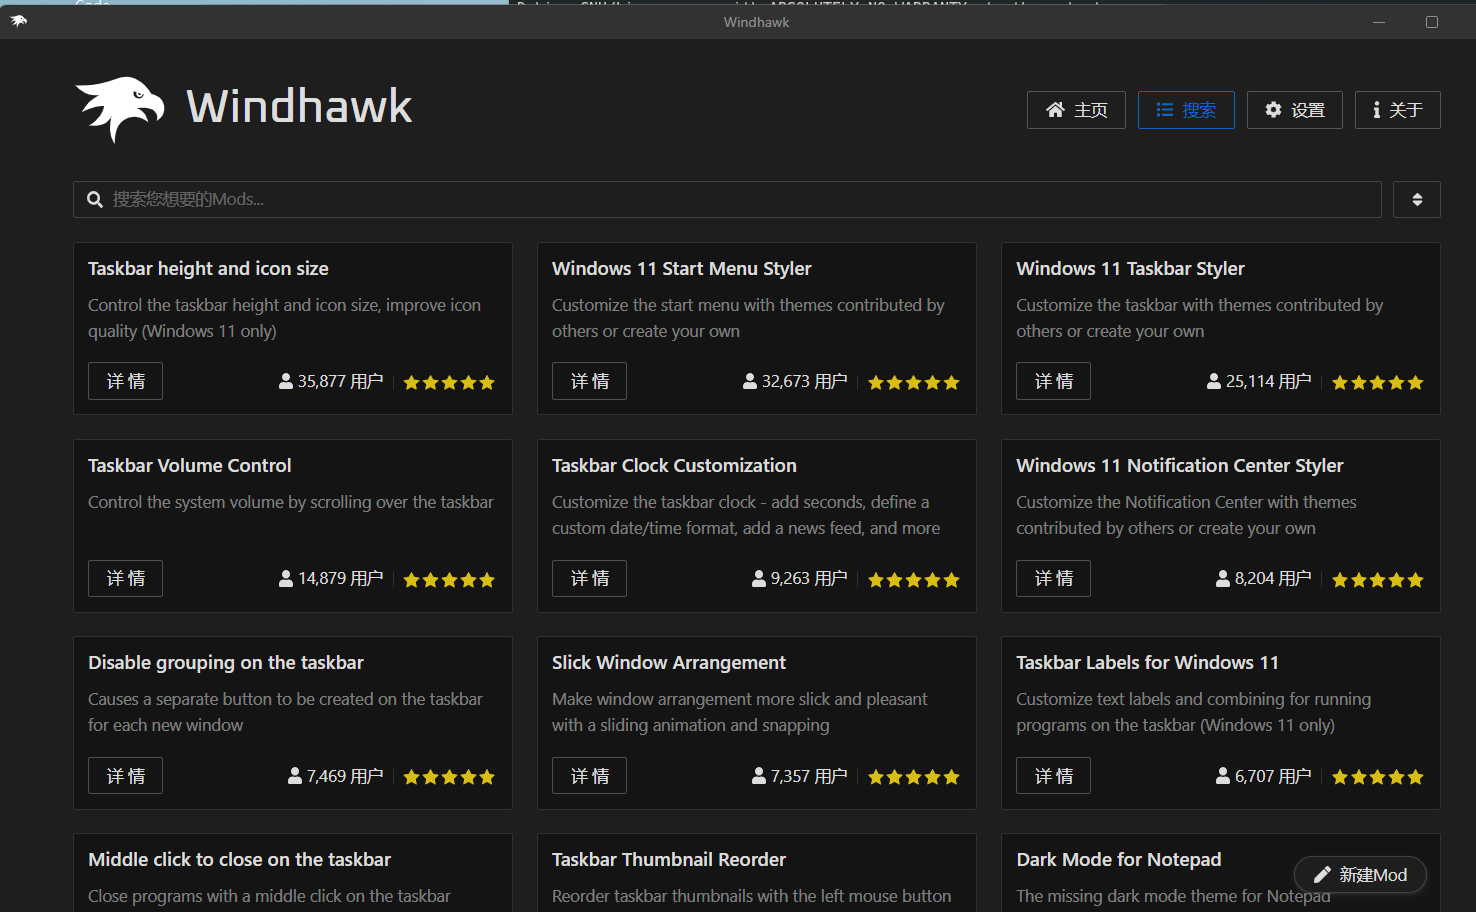 Windhawk
Windhawk
主页
搜索
设置
关于
搜索您想要的Mods...
Taskbar height and icon size
Control the taskbar height and icon size, improve icon
quality (Windows 11 only)
详 情
35,877 用户
Windows 11 Start Menu Styler
Customize the start menu with themes contributed by
others or create your own
详 情
32,673 用户
Windows 11 Taskbar Styler
Customize the taskbar with themes contributed by
others or create your own
详 情
25,114 用户
Taskbar Volume Control
Control the system volume by scrolling over the taskbar
详 情
14,879 用户
Taskbar Clock Customization
Customize the taskbar clock - add seconds, define a
custom date/time format, add a news feed, and more
详 情
9,263 用户
Windows 11 Notification Center Styler
Customize the Notification Center with themes
contributed by others or create your own
详 情
8,204 用户
Disable grouping on the taskbar
Causes a separate button to be created on the taskbar
for each new window
详 情
7,469 用户
Slick Window Arrangement
Make window arrangement more slick and pleasant
with a sliding animation and snapping
详 情
7,357 用户
Taskbar Labels for Windows 11
Customize text labels and combining for running
programs on the taskbar (Windows 11 only)
详 情
6,707 用户
Middle click to close on the taskbar
Close programs with a middle click on the taskbar
Taskbar Thumbnail Reorder
Reorder taskbar thumbnails with the left mouse button
Dark Mode for Notepad
The missing dark mode theme for Notepad
新建Mod